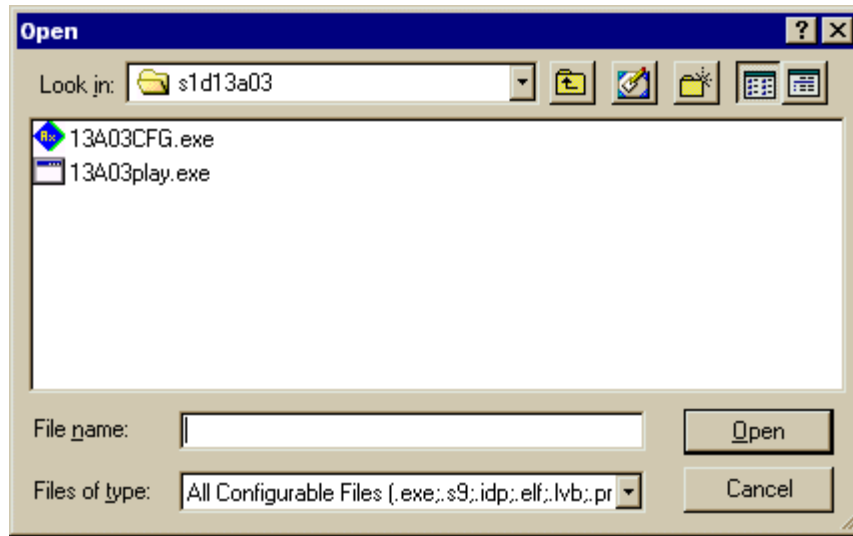 Open
Look in: s1d13a03
13A03CFG.exe
13A03play.exe
File name:
Open
Files of type: All Configurable Files (.exe;.s9;.idp;.elf;.lvb;.pr
Cancel